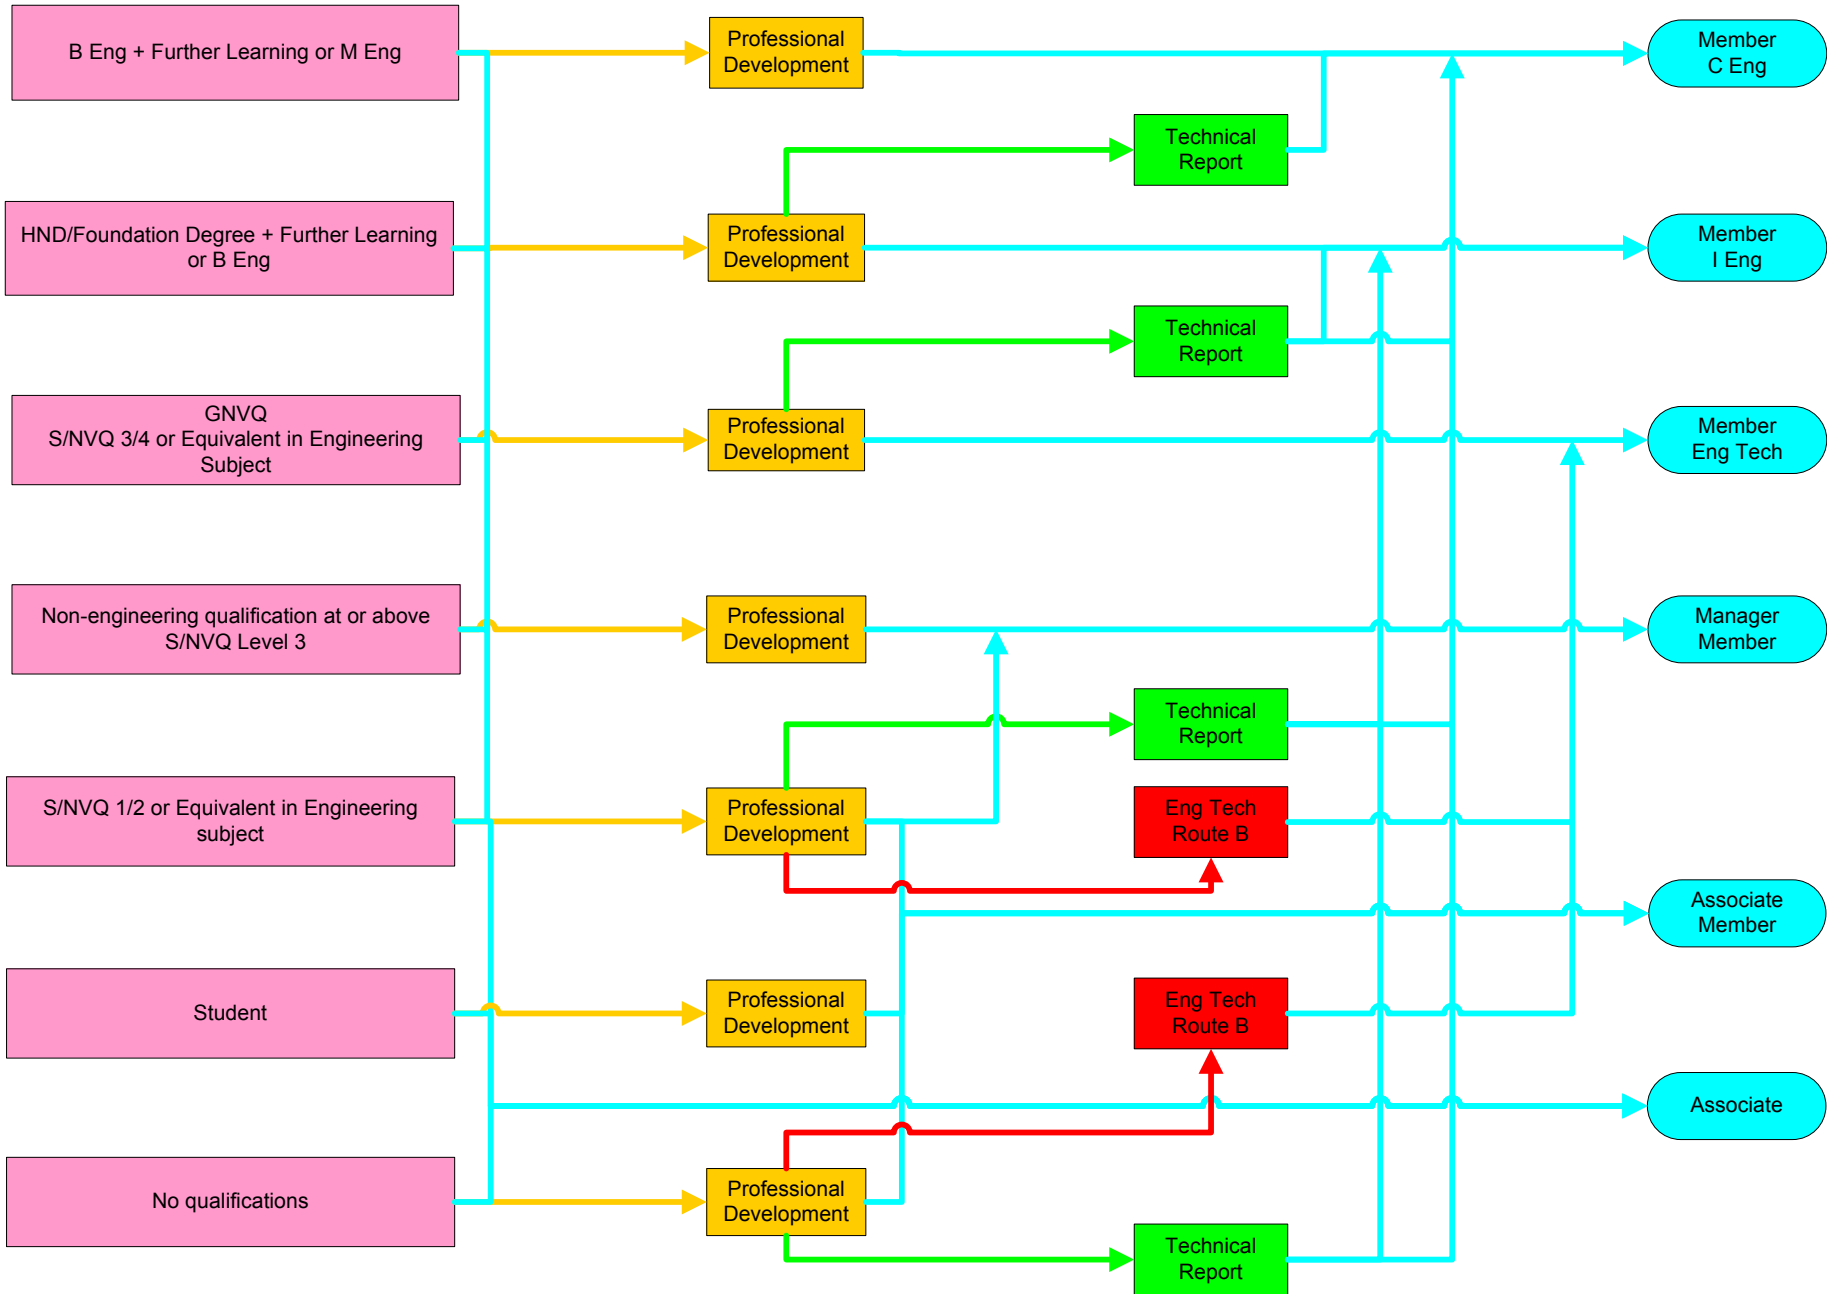 B Eng + Further Learning or M Eng
Professional
Development
Member
C Eng
Technical
Report
HND/Foundation Degree + Further Learning
or B Eng
Professional
Development
Member
I Eng
Technical
Report
GNVQ
S/NVQ 3/4 or Equivalent in Engineering
Subject
Professional
Development
Member
Eng Tech
Non-engineering qualification at or above
S/NVQ Level 3
Professional
Development
Manager
Member
Technical
Report
S/NVQ 1/2 or Equivalent in Engineering
subject
Professional
Development
Eng Tech
Route B
Associate
Member
Student
Professional
Development
Eng Tech
Route B
Associate
No qualifications
Professional
Development
Technical
Report